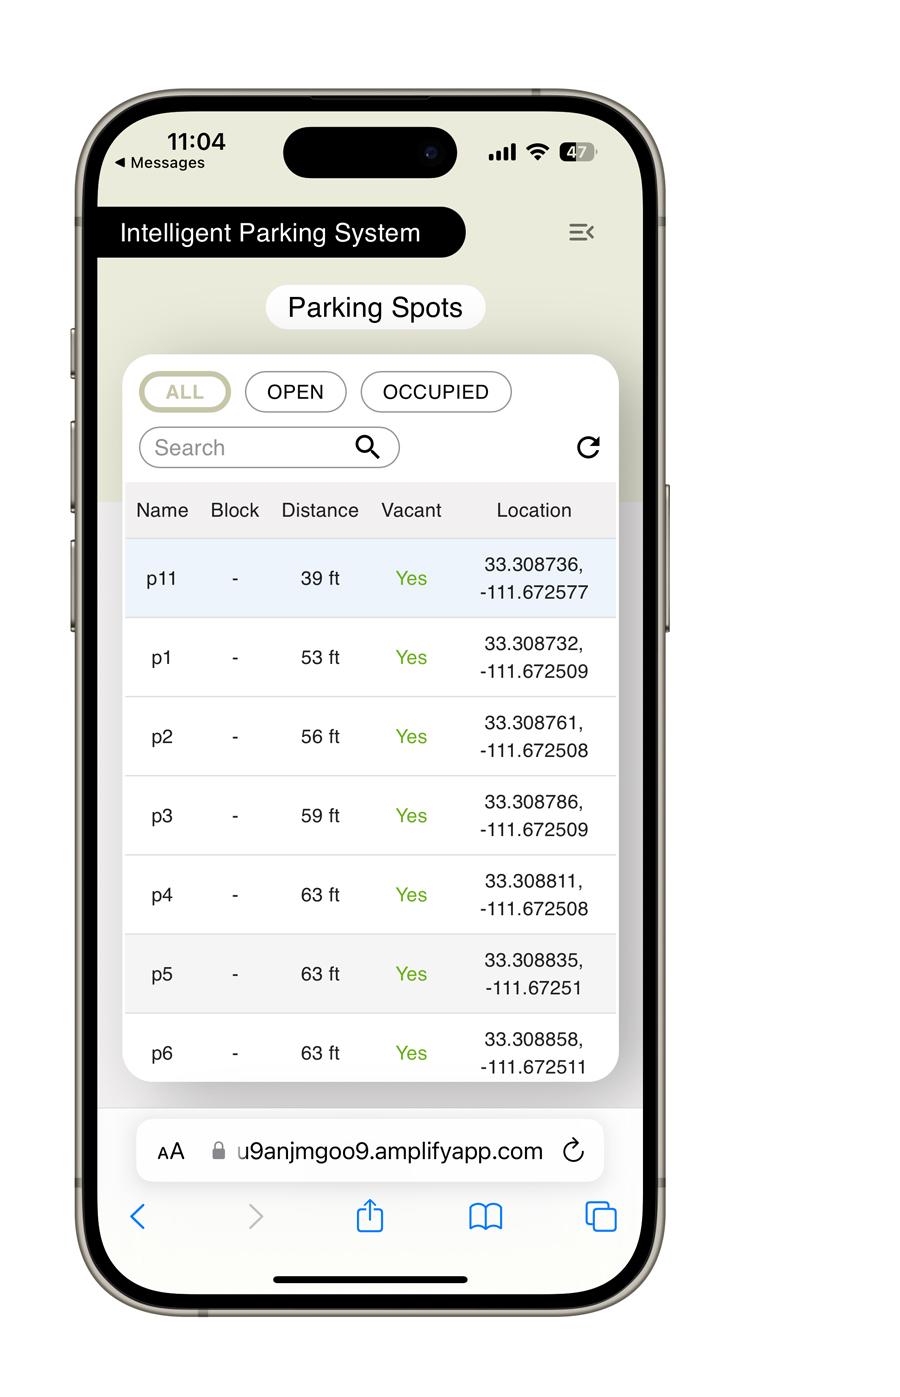 11:04
◀ Messages
47
Intelligent Parking System
Parking Spots
ALL OPEN OCCUPIED
Search
Name Block Distance Vacant Location
p11 - 39 ft Yes 33.308736,
-111.672577
p1 - 53 ft Yes 33.308732,
-111.672509
p2 - 56 ft Yes 33.308761,
-111.672508
p3 - 59 ft Yes 33.308786,
-111.672509
p4 - 63 ft Yes 33.308811,
-111.672508
p5 - 63 ft Yes 33.308835,
-111.67251
p6 - 63 ft Yes 33.308858,
-111.672511
AA u9anjmgoo9.amplifyapp.com